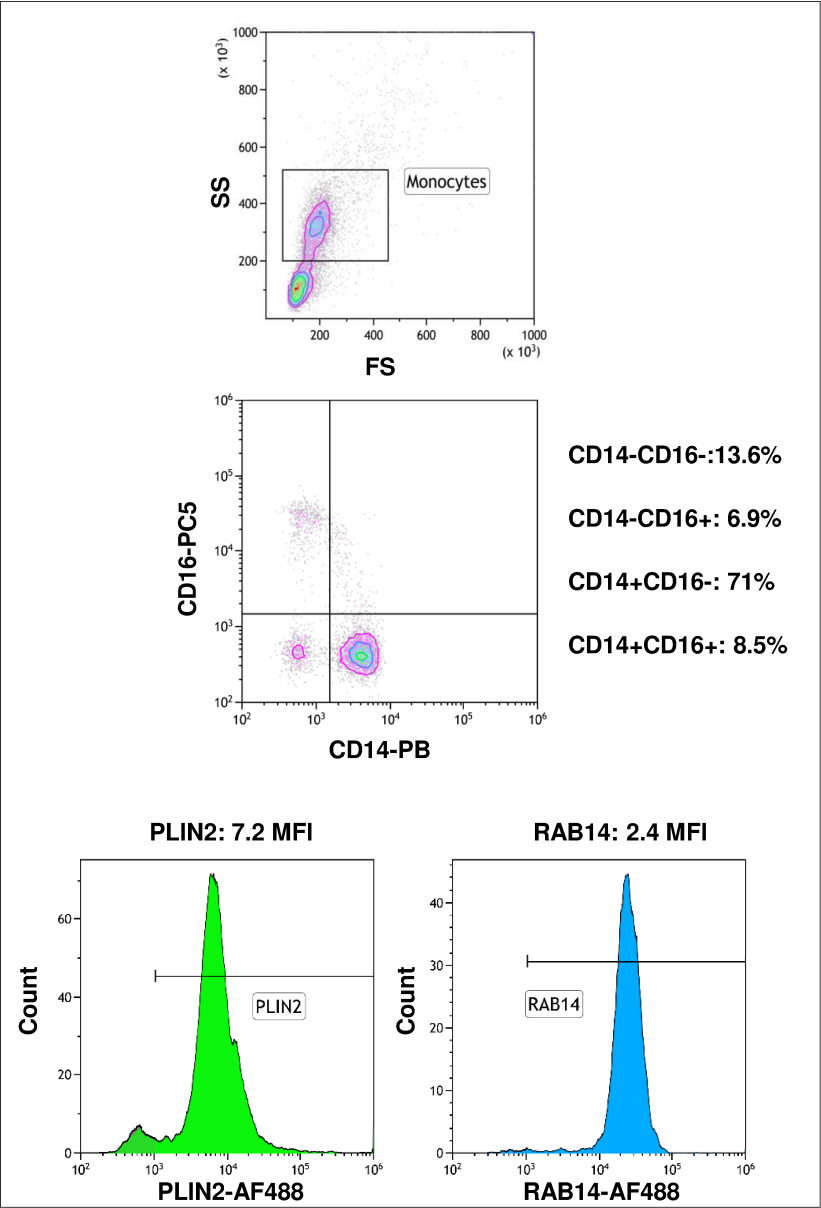 1000
(x 10³)
800
600
400
200
SS
Monocytes
200 400 600 800 1000
(x 10³)
FS
10⁶
10⁵
10⁴
10³
10²
CD16-PC5
10² 10³ 10⁴ 10⁵ 10⁶
CD14-PB
CD14-CD16-:13.6%
CD14-CD16+: 6.9%
CD14+CD16-: 71%
CD14+CD16+: 8.5%
PLIN2: 7.2 MFI
60
40
20
0
Count
PLIN2
10² 10³ 10⁴ 10⁵ 10⁶
PLIN2-AF488
RAB14: 2.4 MFI
40
30
20
10
0
Count
RAB14
10² 10³ 10⁴ 10⁵ 10⁶
RAB14-AF488